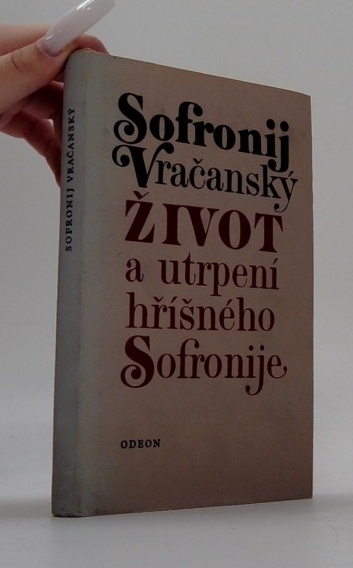 SOFRONIJ VRAČANSKÝ
Sofronij
Vračanský
ŽIVOT
a utrpení
hříšného
Sofronije
ODEON